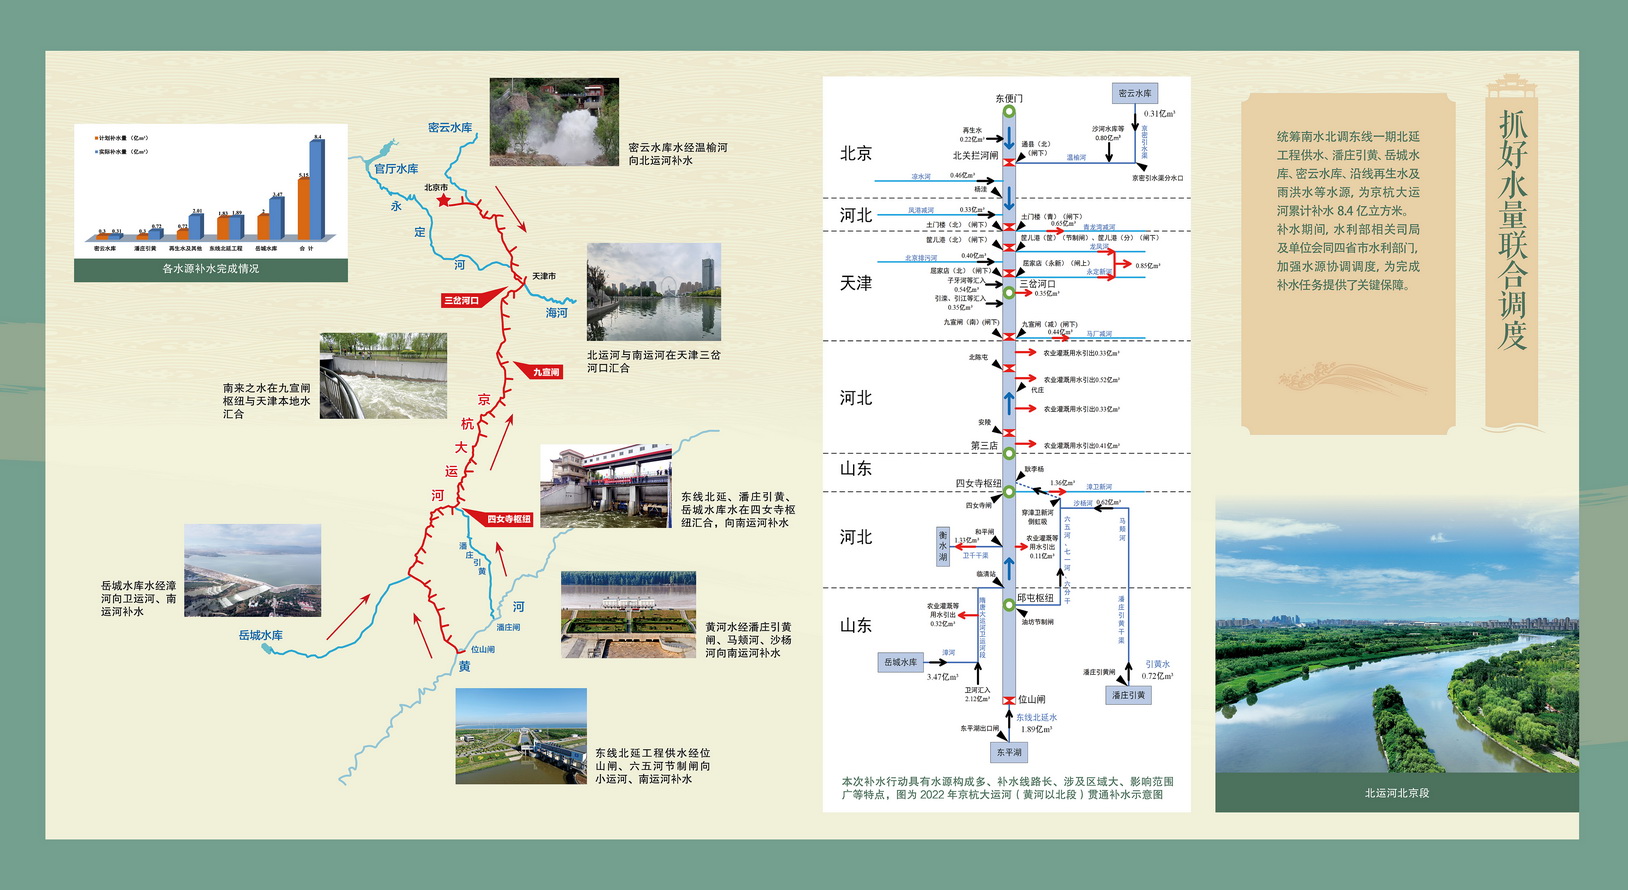 抓好水量联合调度
统筹南水北调东线一期北延
工程供水、潘庄引黄、岳城水
库、密云水库、沿线再生水及
雨洪水等水源，为京杭大运
河累计补水 8.4 亿立方米。
补水期间，水利部相关司局
及单位会同四省市水利部门，
加强水源协调调度，为完成
补水任务提供了关键保障。
北运河北京段
计划补水量（亿m³）
实际补水量（亿m³）
0.3
0.31
0.5
0.72
0.72
2.01
1.83
1.89
2
3.47
5.15
8.4
密云水库
潘庄引黄
再生水及其他
东线北延工程
岳城水库
合 计
各水源补水完成情况
密云水库
官厅水库
北京市
永
定
河
天津市
三岔河口
海河
九宣闸
京
杭
大
运
河
四女寺枢纽
潘
庄
引
黄
河
潘庄闸
位山闸
黄
岳城水库
密云水库水经温榆河
向北运河补水
北运河与南运河在天津三岔
河口汇合
南来之水在九宣闸
枢纽与天津本地水
汇合
东线北延、潘庄引黄、
岳城水库水在四女寺枢
纽汇合，向南运河补水
岳城水库水经漳
河向卫运河、南
运河补水
黄河水经潘庄引黄
闸、马颊河、沙杨
河向南运河补水
东线北延工程供水经位
山闸、六五河节制闸向
小运河、南运河补水
北京
河北
天津
河北
山东
河北
山东
东便门
密云水库
0.31亿m³
京密引水渠
再生水
0.22亿m³
沙河水库等
0.80亿m³
北关拦河闸
通县（北）
（闸下）
温榆河
京密引水渠分水口
凉水河
0.46亿m³
杨洼
凤港减河
0.33亿m³
土门楼（青）（闸下）
土门楼（北）（闸下）
0.65亿m³
青龙湾减河
筐儿港（北）（闸下）
筐儿港（筐）（节制闸）、筐儿港（分）（闸下）
龙凤河
北京排污河
0.40亿m³
屈家店（永新）（闸上）
屈家店（北）（闸下）
永定新河
0.85亿m³
子牙河等汇入
0.54亿m³
三岔河口
0.35亿m³
引滦、引江等汇入
0.35亿m³
九宣闸（南）（闸下）
九宣闸（减）（闸下）
0.44亿m³
马厂减河
北陈屯
农业灌溉用水引出0.33亿m³
农业灌溉用水引出0.52亿m³
代庄
农业灌溉用水引出0.33亿m³
安陵
第三店
农业灌溉用水引出0.41亿m³
耿李杨
四女寺枢纽
1.36亿m³
漳卫新河
四女寺闸
穿漳卫新河
倒虹吸
沙杨河
0.62亿m³
马颊河
六五河、七一河、六分干
衡水湖
和平闸
1.33亿m³
卫千干渠
农业灌溉等
用水引出
0.11亿m³
临清站
邱屯枢纽
油坊节制闸
农业灌溉等
用水引出
0.32亿m³
隋唐大运河卫运河段
潘庄引黄干渠
岳城水库
漳河
3.47亿m³
卫河汇入
2.12亿m³
潘庄引黄闸
引黄水
0.72亿m³
潘庄引黄
位山闸
东线北延水
1.89亿m³
东平湖出口闸
东平湖
本次补水行动具有水源构成多、补水线路长、涉及区域大、影响范围
广等特点，图为 2022 年京杭大运河（黄河以北段）贯通补水示意图